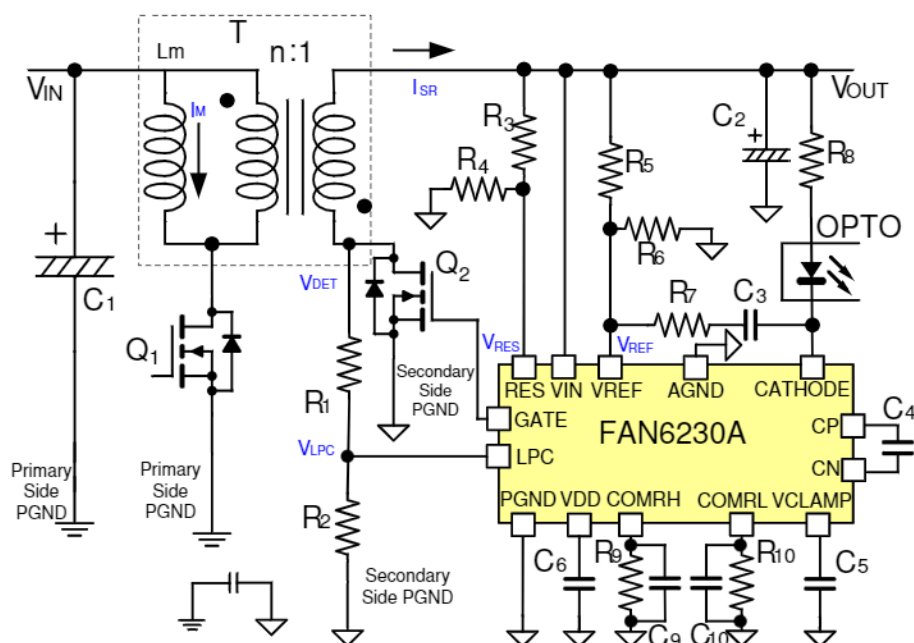 T
Lm
n:1
VIN
IM
ISR
VOUT
R3
C2
R8
R4
R5
OPTO
R6
VDET
Q2
R7
C3
C1
Q1
VRES
VREF
R1
Secondary
Side
PGND
RES
VIN
VREF
AGND
CATHODE
GATE
FAN6230A
CP
C4
VLPC
LPC
CN
Primary
Side
PGND
Primary
Side
PGND
R2
PGND
VDD
COMRH
COMRL
VCLAMP
C6
R9
R10
C5
Secondary
Side PGND
C9
C10